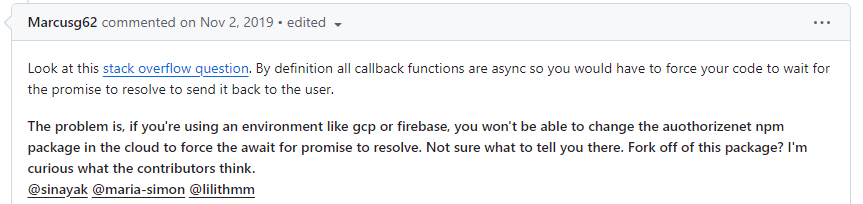 Marcusg62 commented on Nov 2, 2019 • edited
Look at this stack overflow question. By definition all callback functions are async so you would have to force your code to wait for
the promise to resolve to send it back to the user.
The problem is, if you're using an environment like gcp or firebase, you won't be able to change the auothorizenet npm
package in the cloud to force the await for promise to resolve. Not sure what to tell you there. Fork off of this package? I'm
curious what the contributors think.
@sinayak @maria-simon @lilithmm